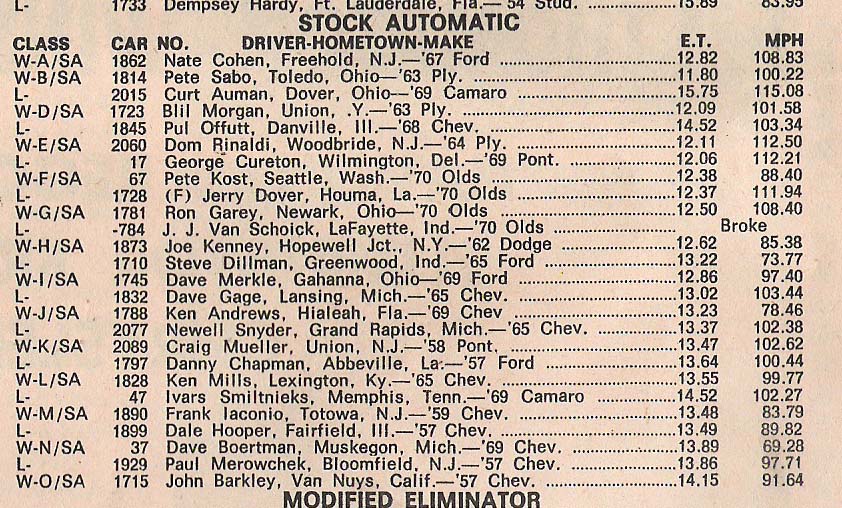 L- 1733 Dempsey Hardy, Ft. Lauderdale, Fla.—'54 Stud. 15.89 83.95
STOCK AUTOMATIC
CLASS CAR NO. DRIVER-HOMETOWN-MAKE E.T. MPH
W-A/SA 1862 Nate Cohen, Freehold, N.J.—'67 Ford 12.82 108.83
W-B/SA 1814 Pete Sabo, Toledo, Ohio—'63 Ply. 11.80 100.22
L- 2015 Curt Auman, Dover, Ohio—'69 Camaro 15.75 115.08
W-D/SA 1723 Blil Morgan, Union, .Y.—'63 Ply. 12.09 101.58
L- 1845 Pul Offutt, Danville, Ill.—'68 Chev. 14.52 103.34
W-E/SA 2060 Dom Rinaldi, Woodbride, N.J.—'64 Ply. 12.11 112.50
L- 17 George Cureton, Wilmington, Del.—'69 Pont. 12.06 112.21
W-F/SA 67 Pete Kost, Seattle, Wash.—'70 Olds 12.38 88.40
L- 1728 (F) Jerry Dover, Houma, La.—'70 Olds 12.37 111.94
W-G/SA 1781 Ron Garey, Newark, Ohio—'70 Olds 12.50 108.40
L- -784 J. J. Van Schoick, LaFayette, Ind.—'70 Olds Broke
W-H/SA 1873 Joe Kenney, Hopewell Jct., N.Y.—'62 Dodge 12.62 85.38
L- 1710 Steve Dillman, Greenwood, Ind.—'65 Ford 13.22 73.77
W-I/SA 1745 Dave Merkle, Gahanna, Ohio—'69 Ford 12.86 97.40
L- 1832 Dave Gage, Lansing, Mich.—'65 Chev. 13.02 103.44
W-J/SA 1788 Ken Andrews, Hialeah, Fla.—'69 Chev 13.23 78.46
L- 2077 Newell Snyder, Grand Rapids, Mich.—'65 Chev. 13.37 102.38
W-K/SA 2089 Craig Mueller, Union, N.J.—'58 Pont. 13.47 102.62
L- 1797 Danny Chapman, Abbeville, La.—'57 Ford 13.64 100.44
W-L/SA 1828 Ken Mills, Lexington, Ky.—'65 Chev. 13.55 99.77
L- 47 Ivars Smiltnieks, Memphis, Tenn.—'69 Camaro 14.52 102.27
W-M/SA 1890 Frank Iaconio, Totowa, N.J.—'59 Chev. 13.48 83.79
L- 1899 Dale Hooper, Fairfield, Ill.—'57 Chev. 13.49 89.82
W-N/SA 37 Dave Boertman, Muskegon, Mich.—'69 Chev. 13.89 69.28
L- 1929 Paul Merowchek, Bloomfield, N.J.—'57 Chev. 13.86 97.71
W-O/SA 1715 John Barkley, Van Nuys, Calif.—'57 Chev. 14.15 91.64
MODIFIED ELIMINATOR